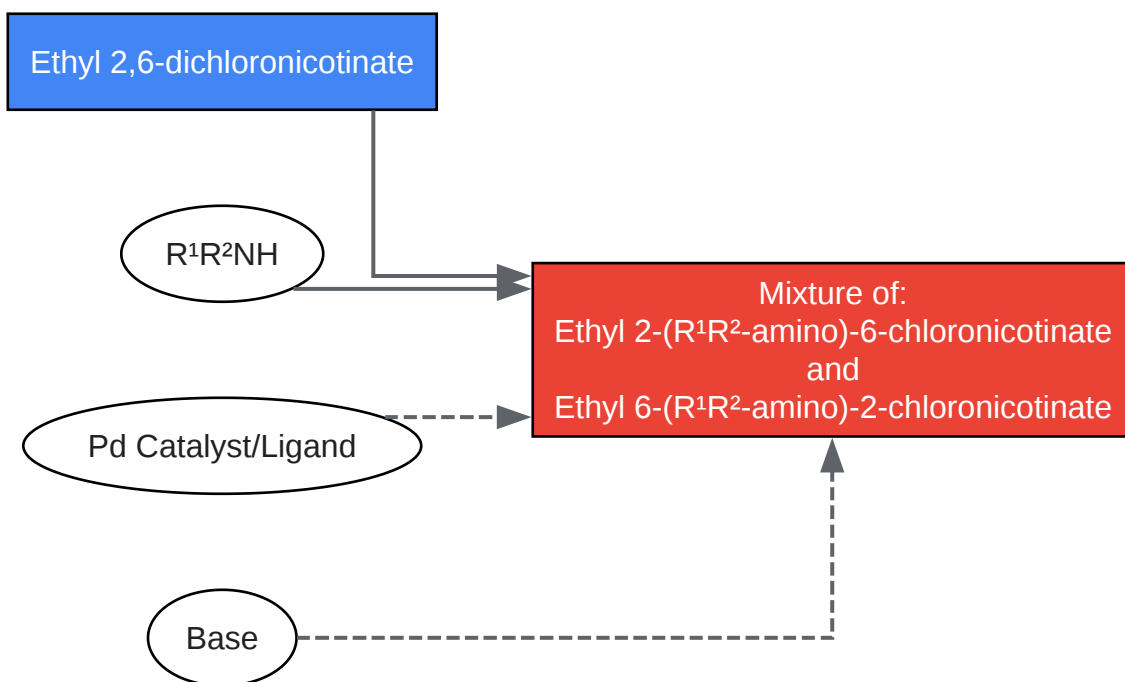 Ethyl 2,6-dichloronicotinate
R¹R²NH
Mixture of:
Ethyl 2-(R¹R²-amino)-6-chloronicotinate
and
Ethyl 6-(R¹R²-amino)-2-chloronicotinate
Pd Catalyst/Ligand
Base